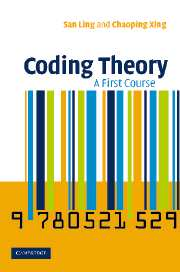 San Ling and Chaoping Xing
Coding Theory
A First Course
9 780521 529
CAMBRIDGE